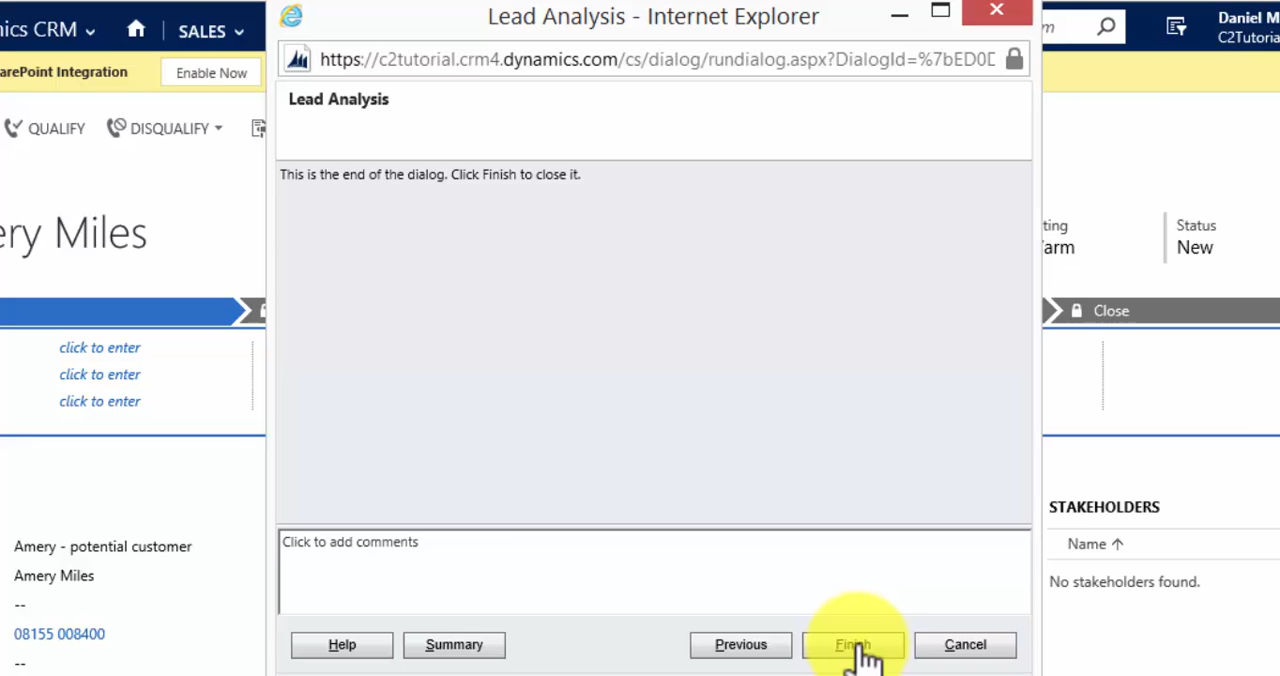 Lead Analysis - Internet Explorer
nics CRM
SALES
Daniel M
C2Tutoria
https://c2tutorial.crm4.dynamics.com/cs/dialog/rundialog.aspx?DialogId=%7bED0D
arePoint Integration
Enable Now
Lead Analysis
QUALIFY
DISQUALIFY
This is the end of the dialog. Click Finish to close it.
ery Miles
ting
arm
Status
New
Close
click to enter
click to enter
click to enter
STAKEHOLDERS
Name
No stakeholders found.
Amery - potential customer
Amery Miles
--
08155 008400
--
Click to add comments
Help
Summary
Previous
Finish
Cancel